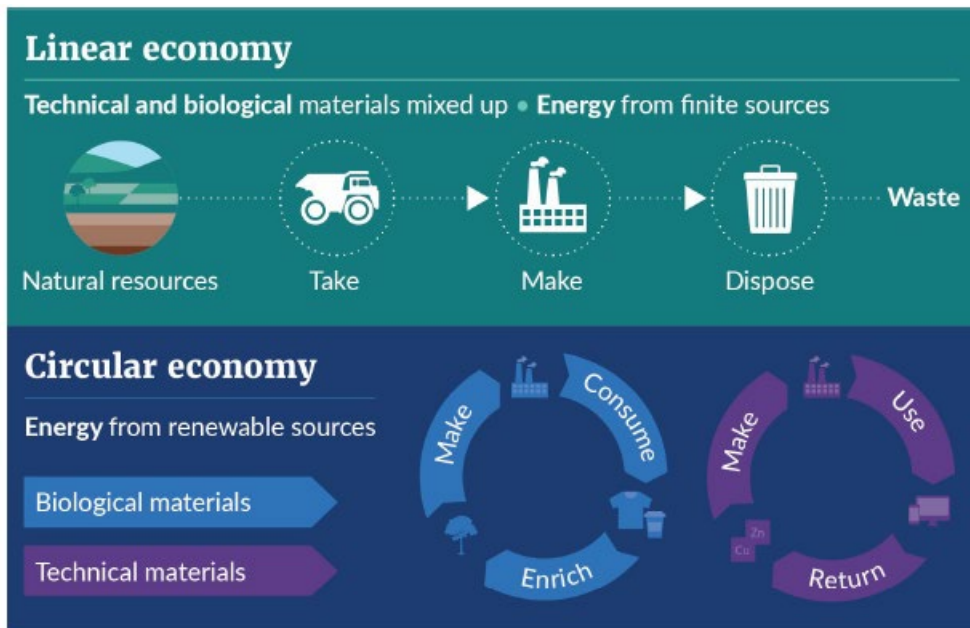 Linear economy
Technical and biological materials mixed up • Energy from finite sources
Waste
Natural resources
Take
Make
Dispose
Circular economy
Energy from renewable sources
Biological materials
Technical materials
Make
Consume
Enrich
Make
Use
Zn
Cu
Return